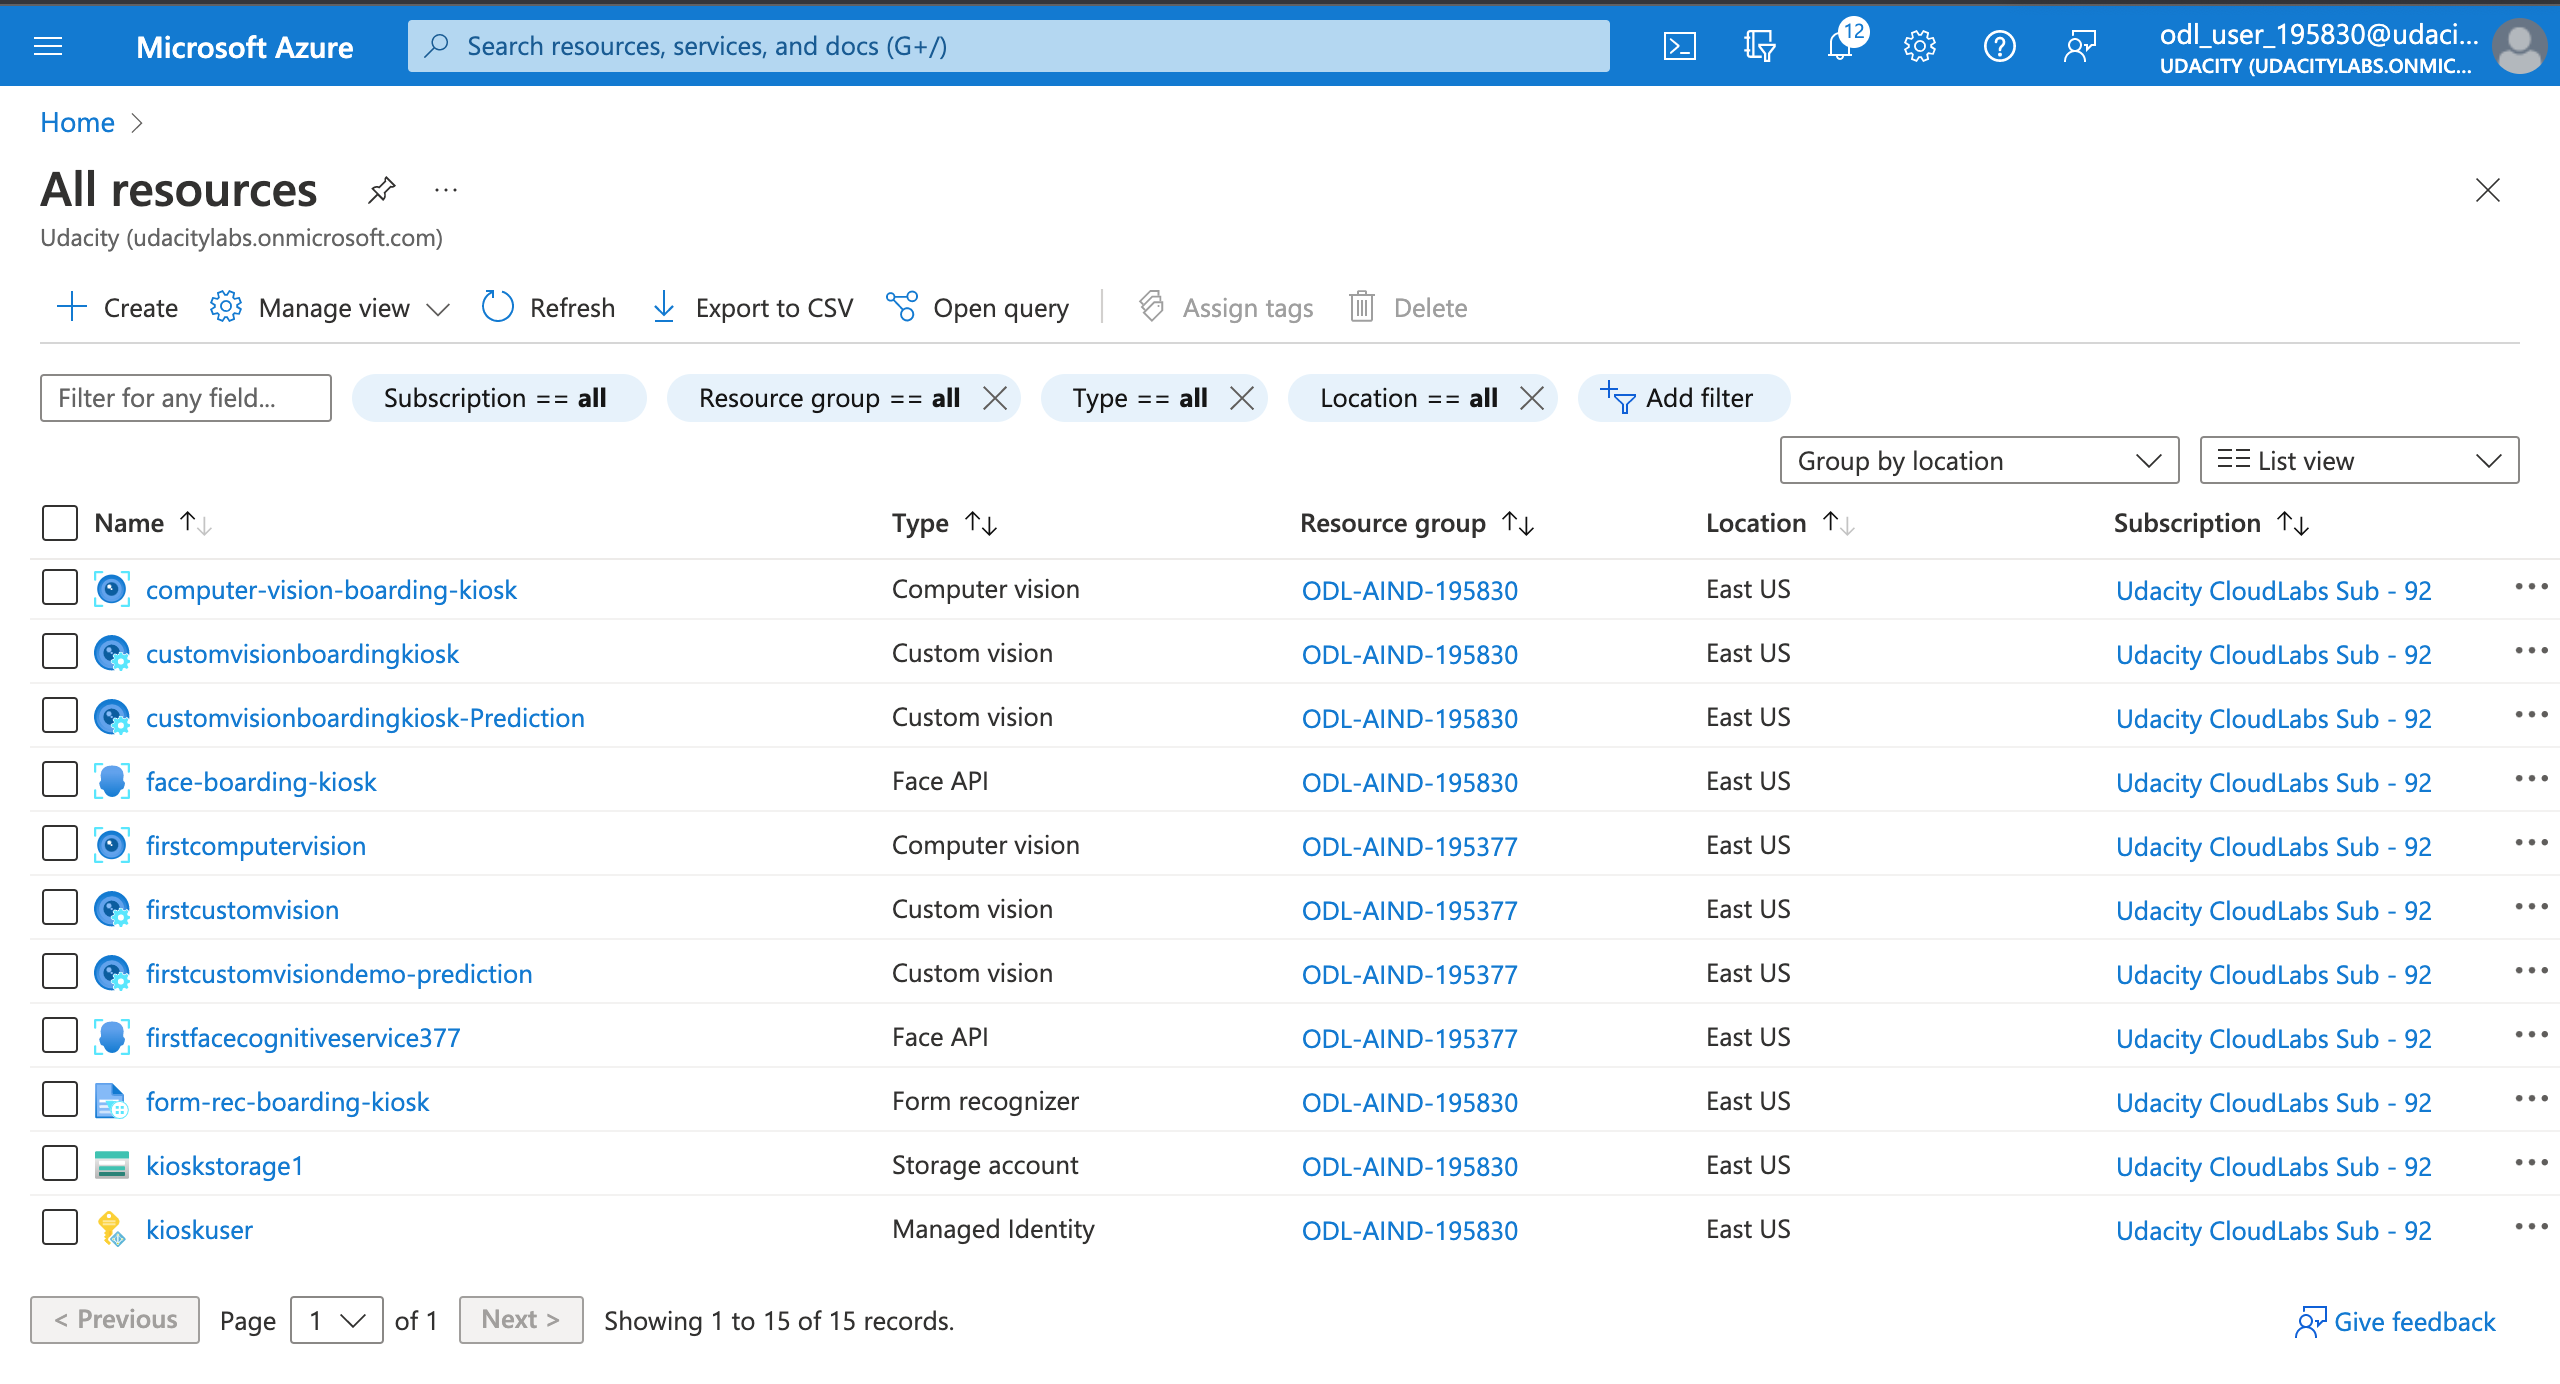 Microsoft Azure
Search resources, services, and docs (G+/)
12
odl_user_195830@udaci...
UDACITY (UDACITYLABS.ONMIC...
Home
All resources
Udacity (udacitylabs.onmicrosoft.com)
Create Manage view Refresh Export to CSV Open query Assign tags Delete
Filter for any field... Subscription == all Resource group == all Type == all Location == all Add filter
Group by location List view
Name Type Resource group Location Subscription
computer-vision-boarding-kiosk Computer vision ODL-AIND-195830 East US Udacity CloudLabs Sub - 92
customvisionboardingkiosk Custom vision ODL-AIND-195830 East US Udacity CloudLabs Sub - 92
customvisionboardingkiosk-Prediction Custom vision ODL-AIND-195830 East US Udacity CloudLabs Sub - 92
face-boarding-kiosk Face API ODL-AIND-195830 East US Udacity CloudLabs Sub - 92
firstcomputervision Computer vision ODL-AIND-195377 East US Udacity CloudLabs Sub - 92
firstcustomvision Custom vision ODL-AIND-195377 East US Udacity CloudLabs Sub - 92
firstcustomvisiondemo-prediction Custom vision ODL-AIND-195377 East US Udacity CloudLabs Sub - 92
firstfacecognitiveservice377 Face API ODL-AIND-195377 East US Udacity CloudLabs Sub - 92
form-rec-boarding-kiosk Form recognizer ODL-AIND-195830 East US Udacity CloudLabs Sub - 92
kioskstorage1 Storage account ODL-AIND-195830 East US Udacity CloudLabs Sub - 92
kioskuser Managed Identity ODL-AIND-195830 East US Udacity CloudLabs Sub - 92
< Previous Page 1 of 1 Next > Showing 1 to 15 of 15 records. Give feedback